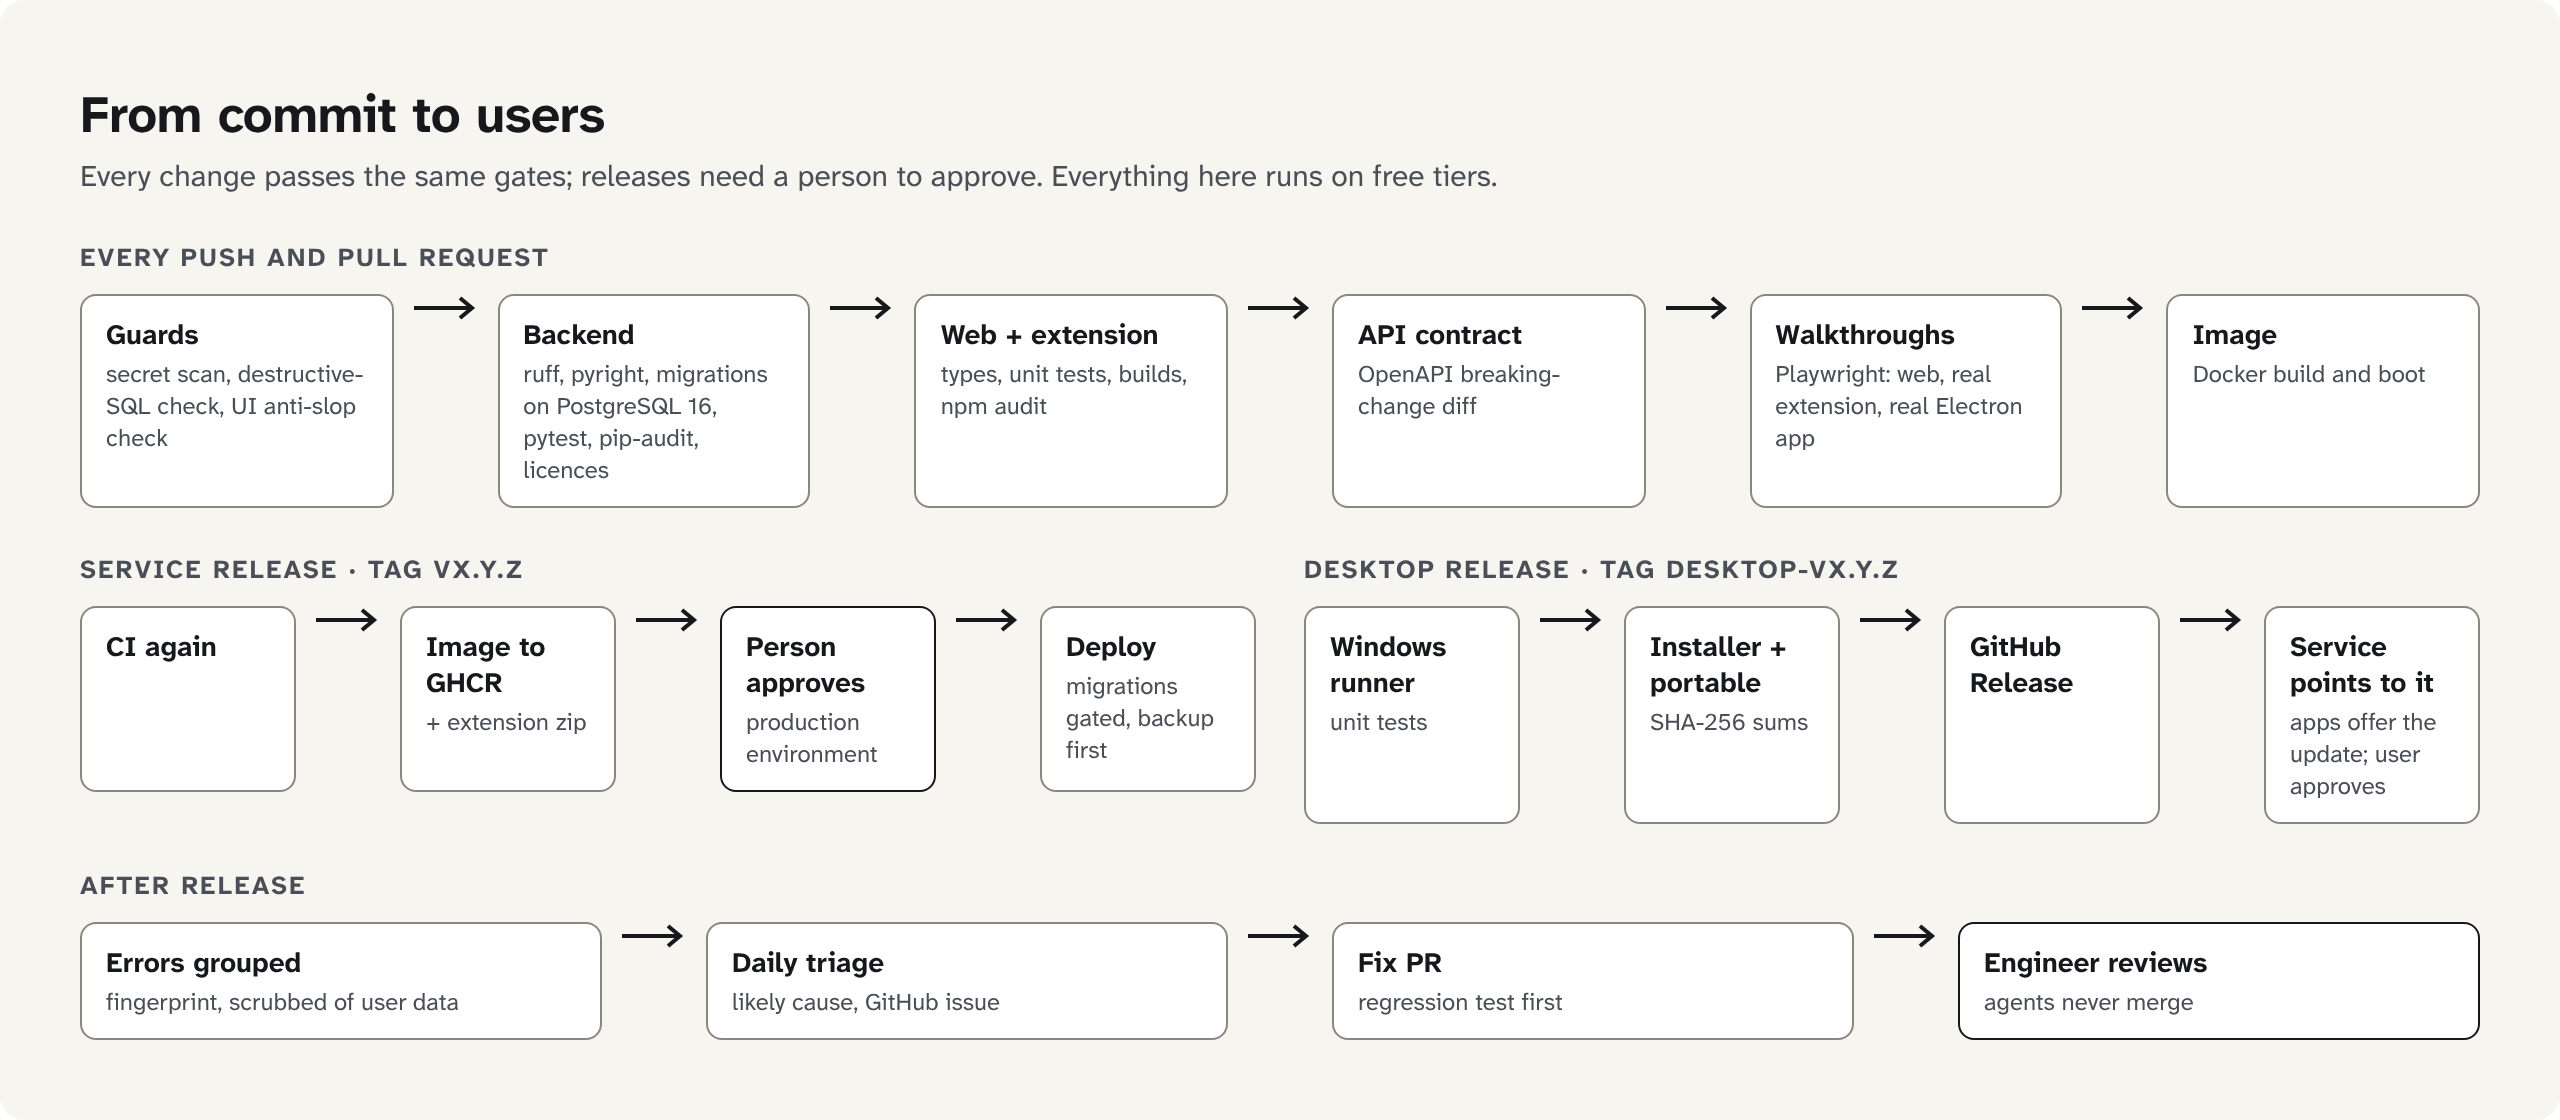 From commit to users
Every change passes the same gates; releases need a person to approve. Everything here runs on free tiers.
EVERY PUSH AND PULL REQUEST
Guards
secret scan, destructive-
SQL check, UI anti-slop
check
Backend
ruff, pyright, migrations
on PostgreSQL 16,
pytest, pip-audit,
licences
Web + extension
types, unit tests, builds,
npm audit
API contract
OpenAPI breaking-
change diff
Walkthroughs
Playwright: web, real
extension, real Electron
app
Image
Docker build and boot
SERVICE RELEASE · TAG VX.Y.Z
CI again
Image to
GHCR
+ extension zip
Person
approves
production
environment
Deploy
migrations
gated, backup
first
DESKTOP RELEASE · TAG DESKTOP-VX.Y.Z
Windows
runner
unit tests
Installer +
portable
SHA-256 sums
GitHub
Release
Service
points to it
apps offer the
update; user
approves
AFTER RELEASE
Errors grouped
fingerprint, scrubbed of user data
Daily triage
likely cause, GitHub issue
Fix PR
regression test first
Engineer reviews
agents never merge